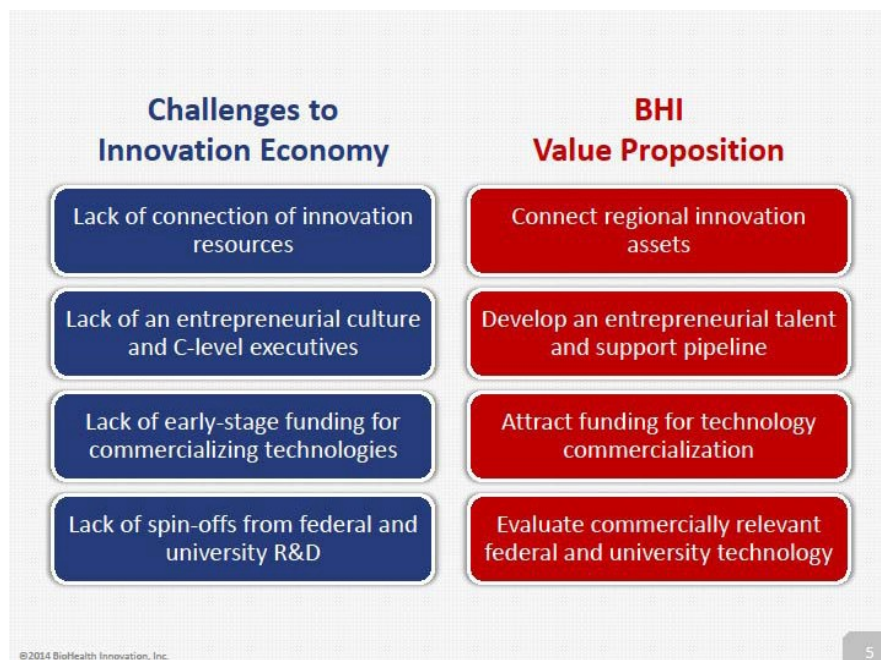 Challenges to
Innovation Economy
Lack of connection of innovation
resources
Lack of an entrepreneurial culture
and C-level executives
Lack of early-stage funding for
commercializing technologies
Lack of spin-offs from federal and
university R&D
BHI
Value Proposition
Connect regional innovation
assets
Develop an entrepreneurial talent
and support pipeline
Attract funding for technology
commercialization
Evaluate commercially relevant
federal and university technology
©2014 BioHealth Innovation, Inc.
5